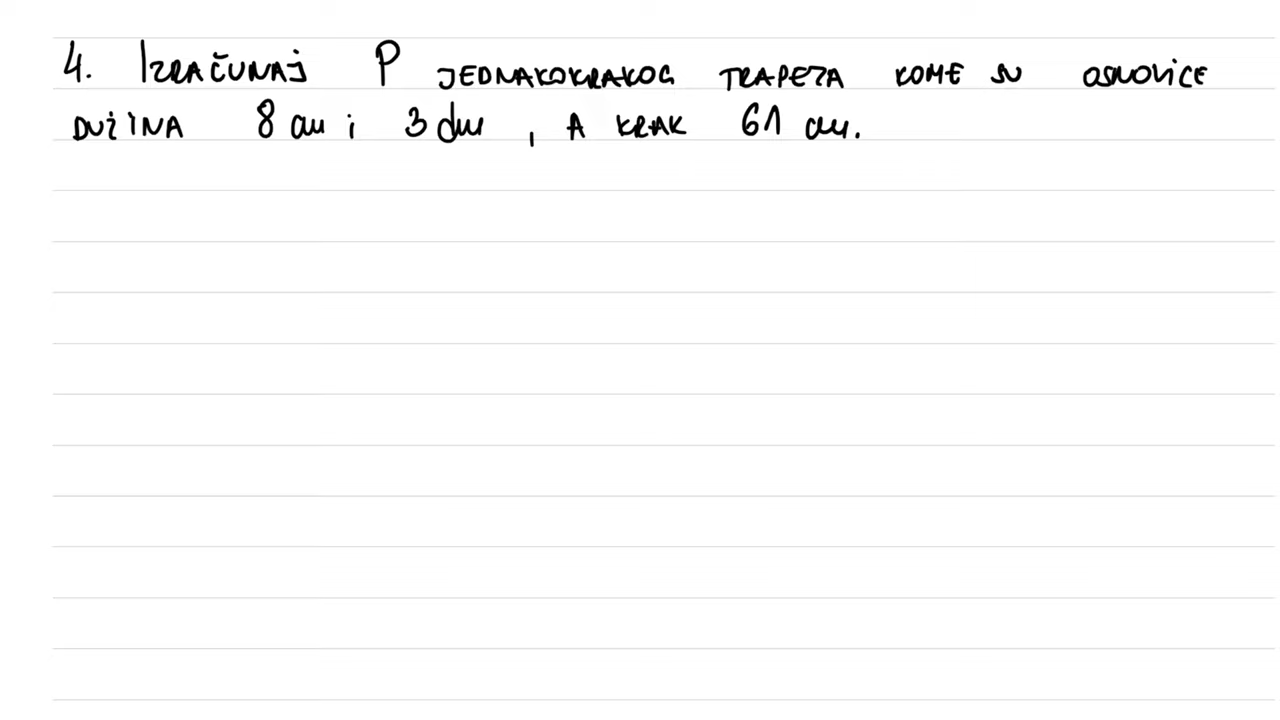 4. IZRAČUNAJ P JEDNAKOKRAKOG TRAPEZA KOME SU OSNOVICE
DUŽINA 8 cm i 3 dm , A KRAK 61 cm.